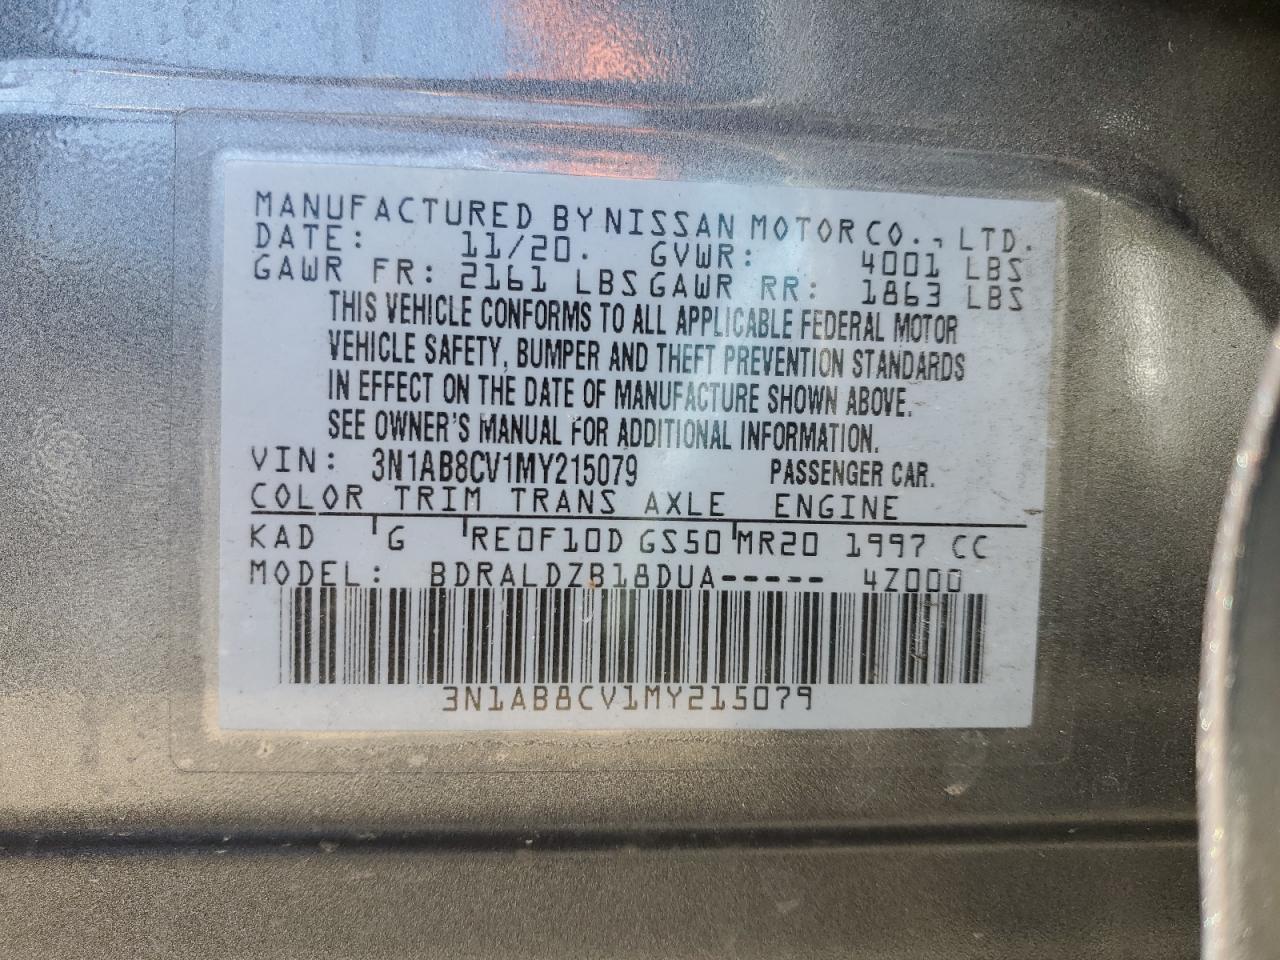 MANUFACTURED BY NISSAN MOTOR CO., LTD.
DATE: 11/20. GVWR: 4001 LBS
GAWR FR: 2161 LBS GAWR RR: 1863 LBS
THIS VEHICLE CONFORMS TO ALL APPLICABLE FEDERAL MOTOR
VEHICLE SAFETY, BUMPER AND THEFT PREVENTION STANDARDS
IN EFFECT ON THE DATE OF MANUFACTURE SHOWN ABOVE.
SEE OWNER'S MANUAL FOR ADDITIONAL INFORMATION.
VIN: 3N1AB8CV1MY215079 PASSENGER CAR.
COLOR TRIM TRANS AXLE ENGINE
KAD G RE0F10D GS50 MR20 1997 CC
MODEL: BDRALDZB18DUA----- 4Z000
3N1AB8CV1MY215079